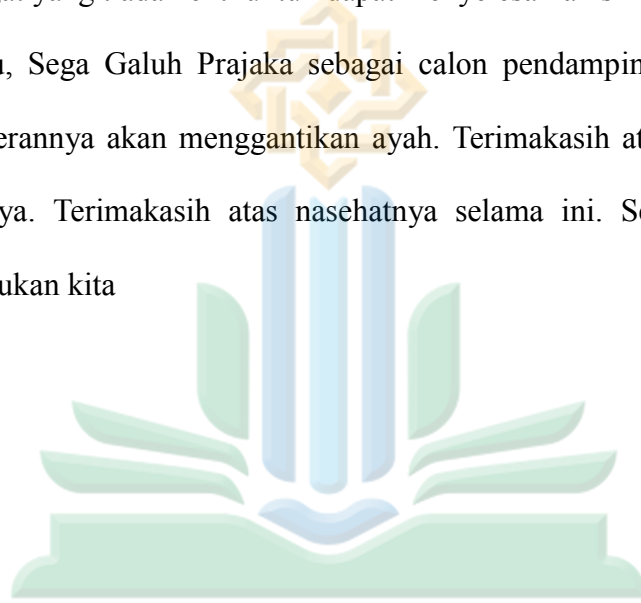 u, Sega Galuh Prajaka sebagai calon pendampin
erannya akan menggantikan ayah. Terimakasih at
ya. Terimakasih atas nasehatnya selama ini. Se
ukan kita